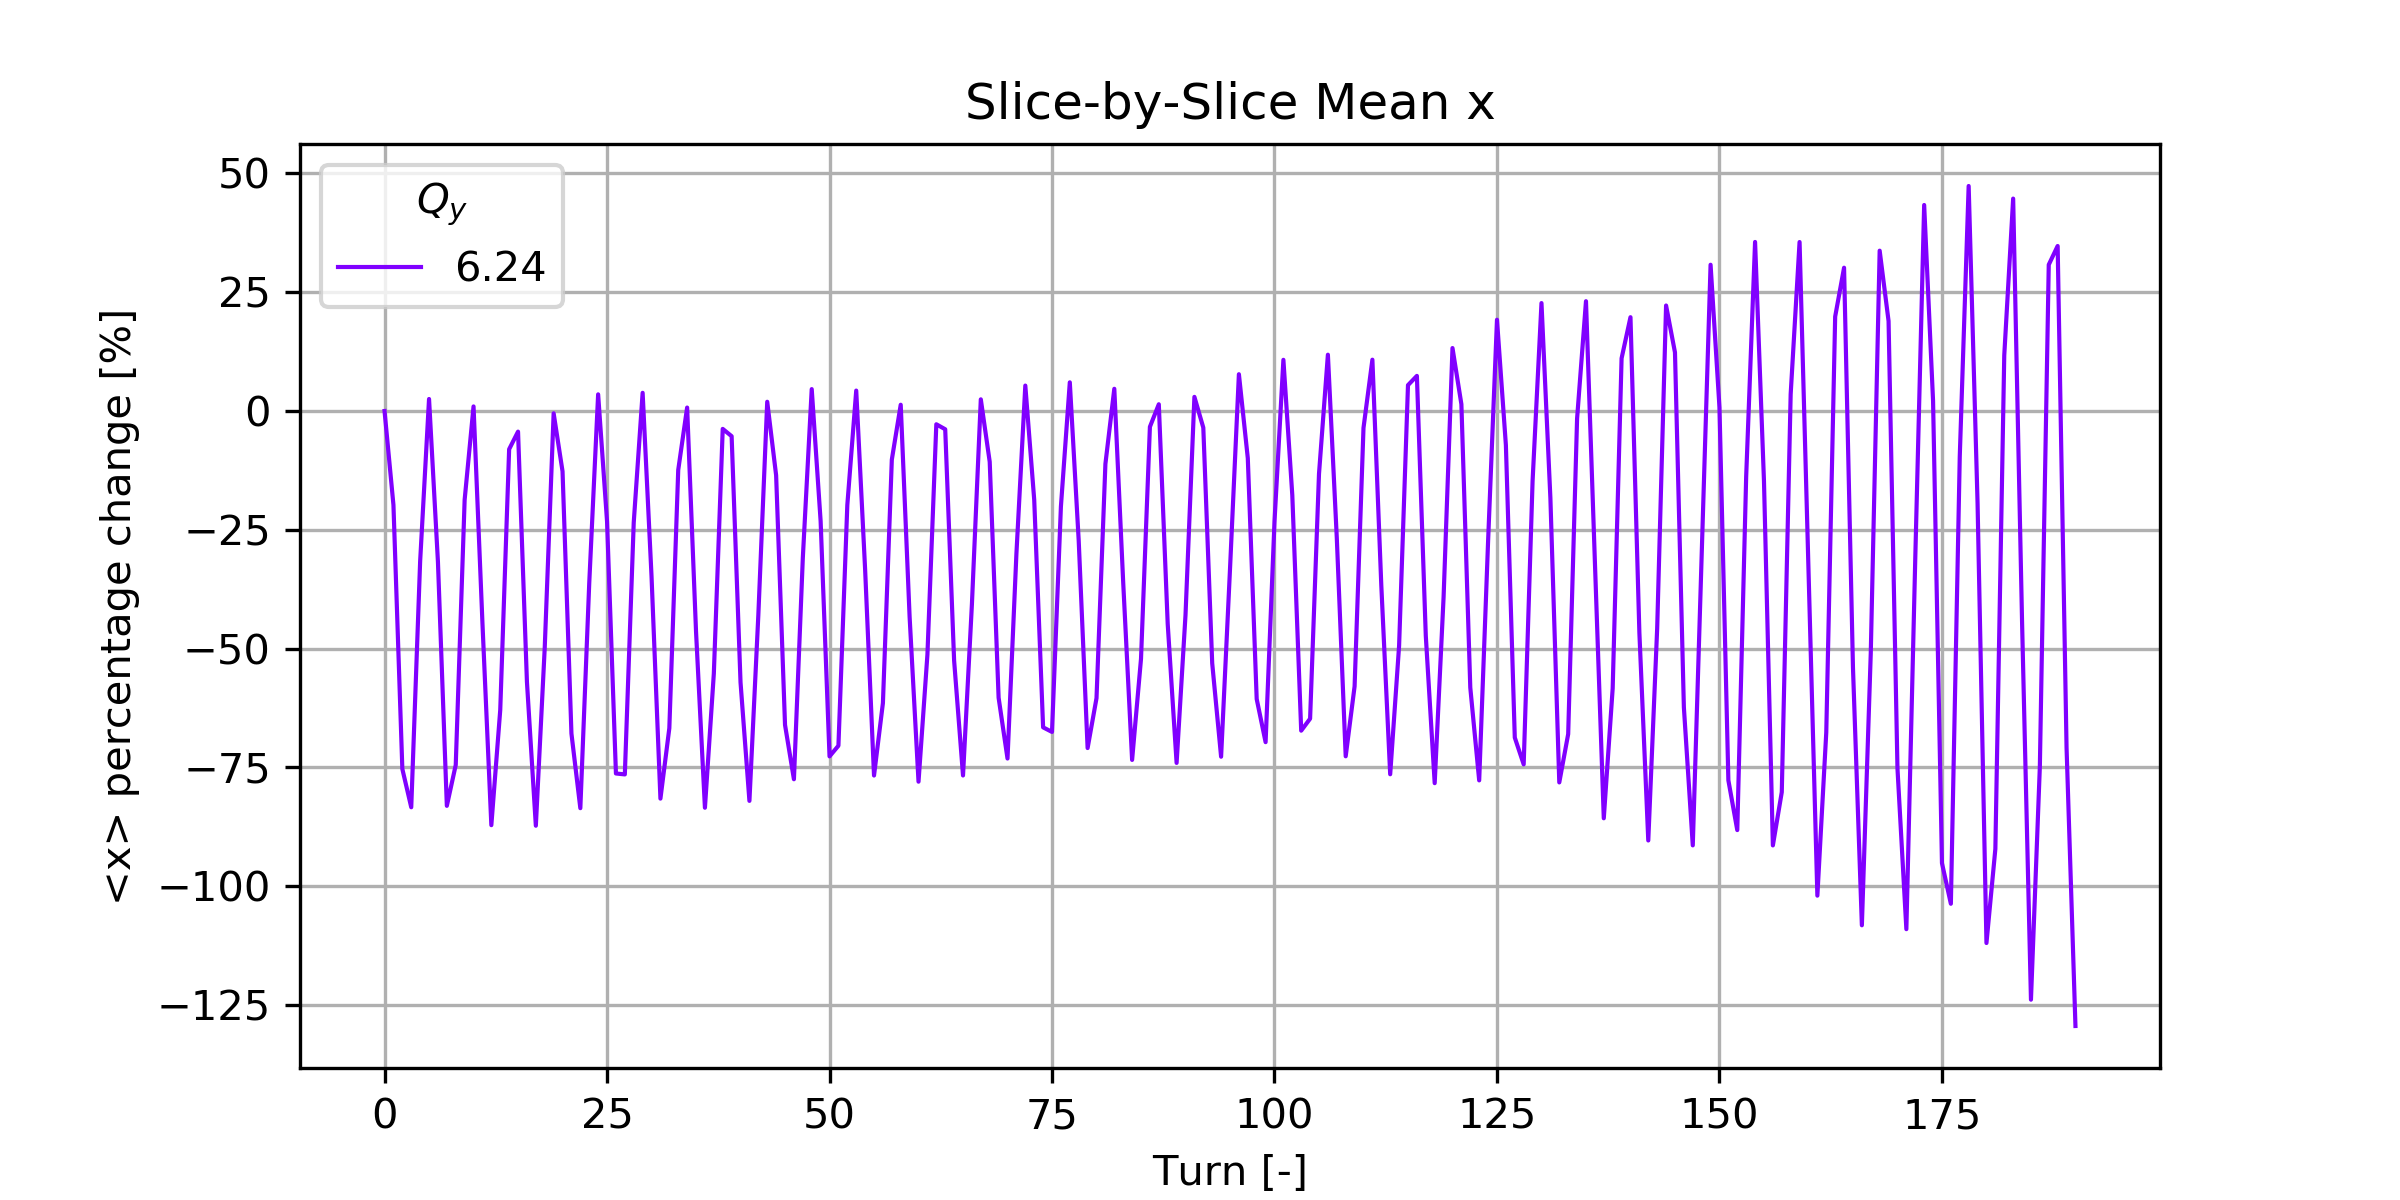 Slice-by-Slice Mean x
Q_y
6.24
<x> percentage change [%]
50
25
0
−25
−50
−75
−100
−125
0 25 50 75 100 125 150 175
Turn [-]